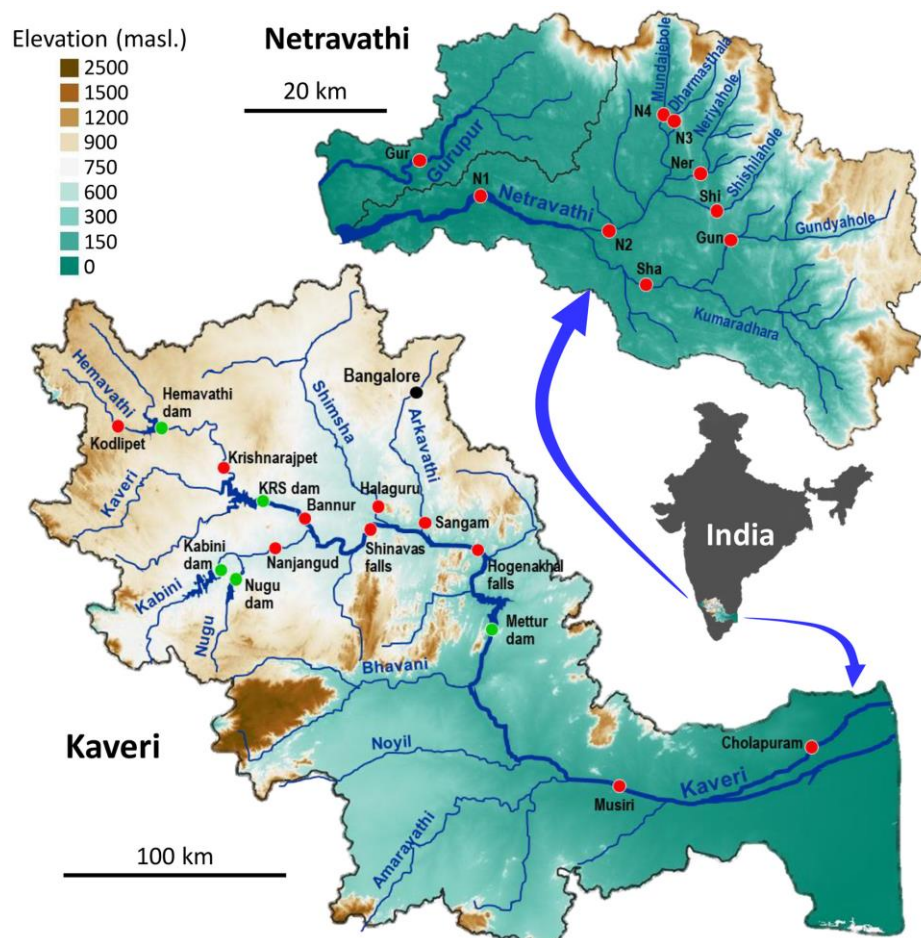 Elevation (masl.)
2500
1500
1200
900
750
600
300
150
0
Netravathi
20 km
Mundajehole
Dharmasthala
Neriyahole
N4
N3
Gur
Gurupur
Ner
N1
Shi
Shishilahole
Netravathi
N2
Gun
Gundyahole
Sha
Kumaradhara
Hemavathi
Hemavathi
dam
Kodlipet
Shimsha
Bangalore
Arkavathi
Krishnarajpet
Kaveri
KRS dam
Bannur
Halaguru
Sangam
Kabini
dam
Nanjangud
Shinavas
falls
Hogenakhal
falls
Kabini
Nugu
Nugu
dam
Mettur
dam
India
Bhavani
Kaveri
Noyil
Cholapuram
Kaveri
Musiri
Amaravathi
100 km